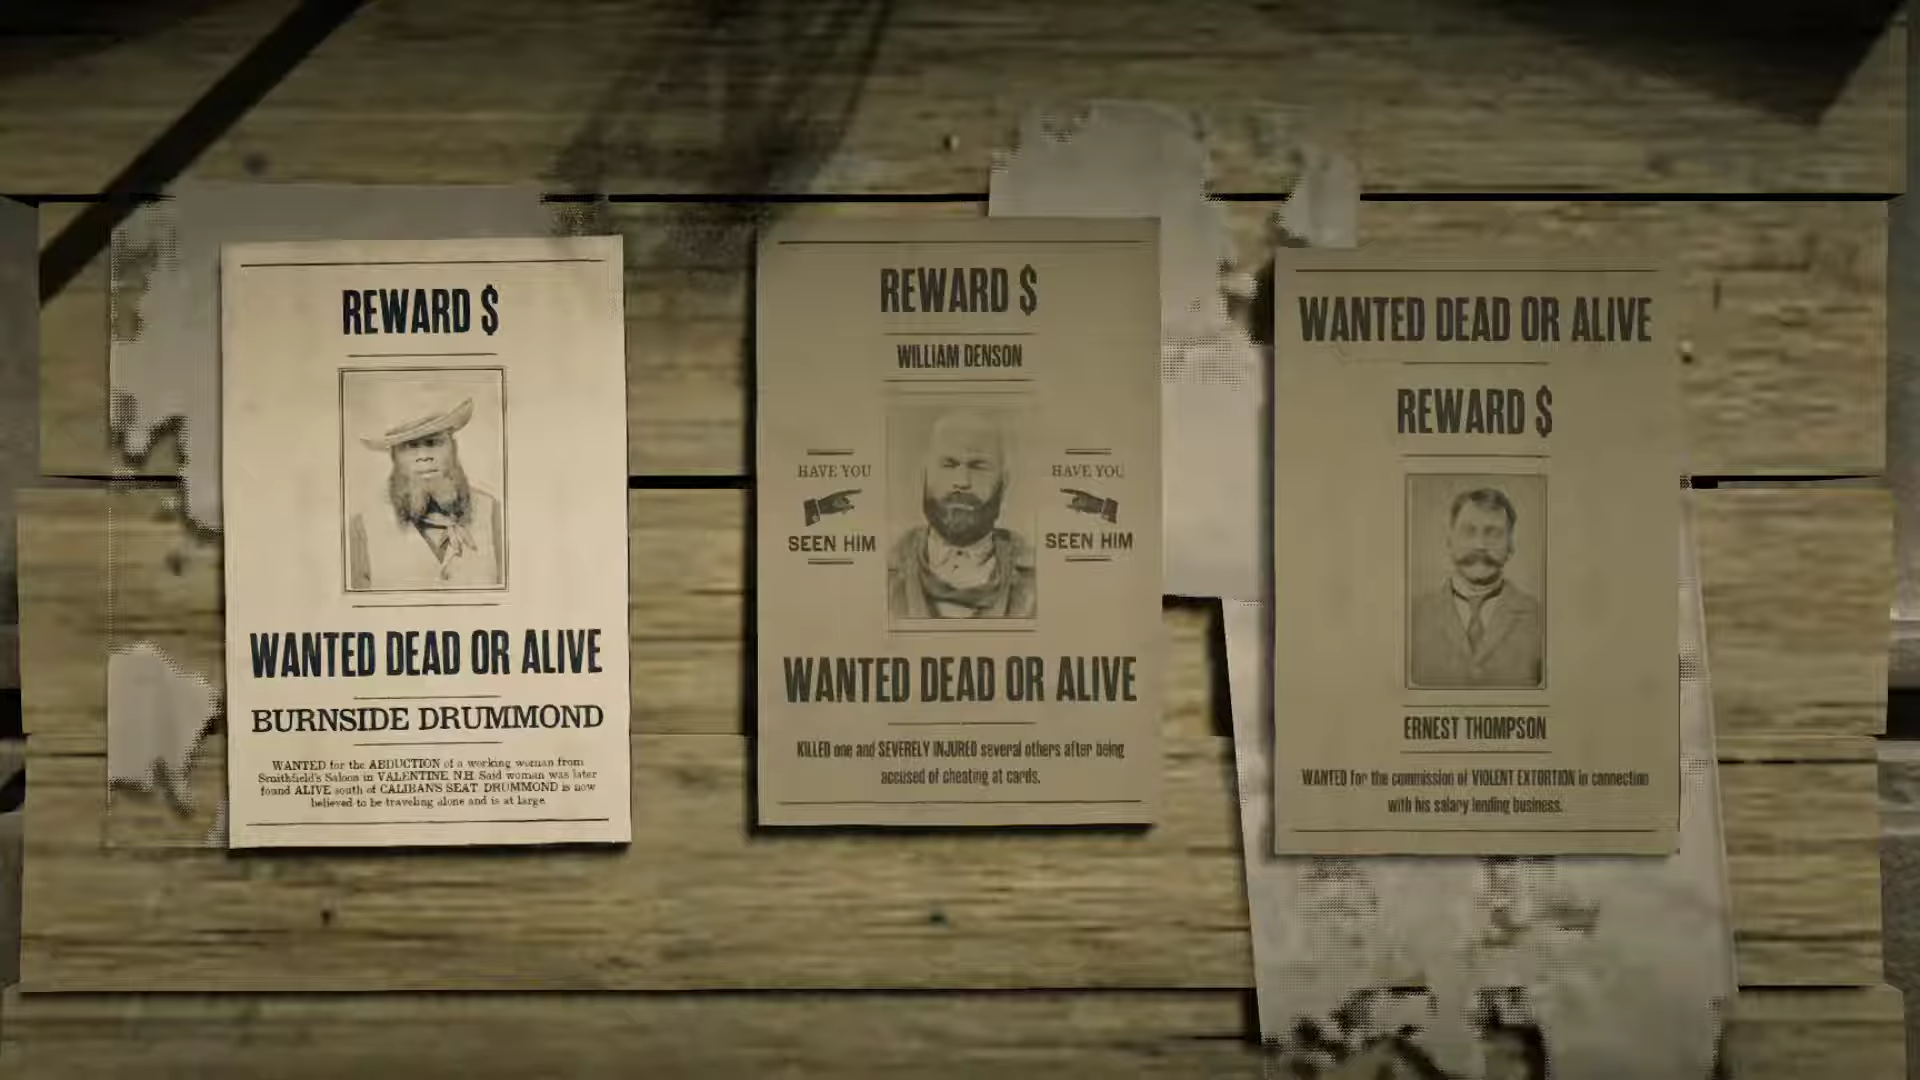 REWARD $
WANTED DEAD OR ALIVE
BURNSIDE DRUMMOND
WANTED for the ABDUCTION of a working woman from
Smithfield's Saloon in VALENTINE, N.H. Said woman was later
found ALIVE south of CALIBAN'S SEAT. DRUMMOND is now
believed to be traveling alone and is at large.
REWARD $
WILLIAM DENSON
HAVE YOU
SEEN HIM
HAVE YOU
SEEN HIM
WANTED DEAD OR ALIVE
KILLED one and SEVERELY INJURED several others after being
accused of cheating at cards.
WANTED DEAD OR ALIVE
REWARD $
ERNEST THOMPSON
WANTED for the commission of VIOLENT EXTORTION in connection
with his salary lending business.